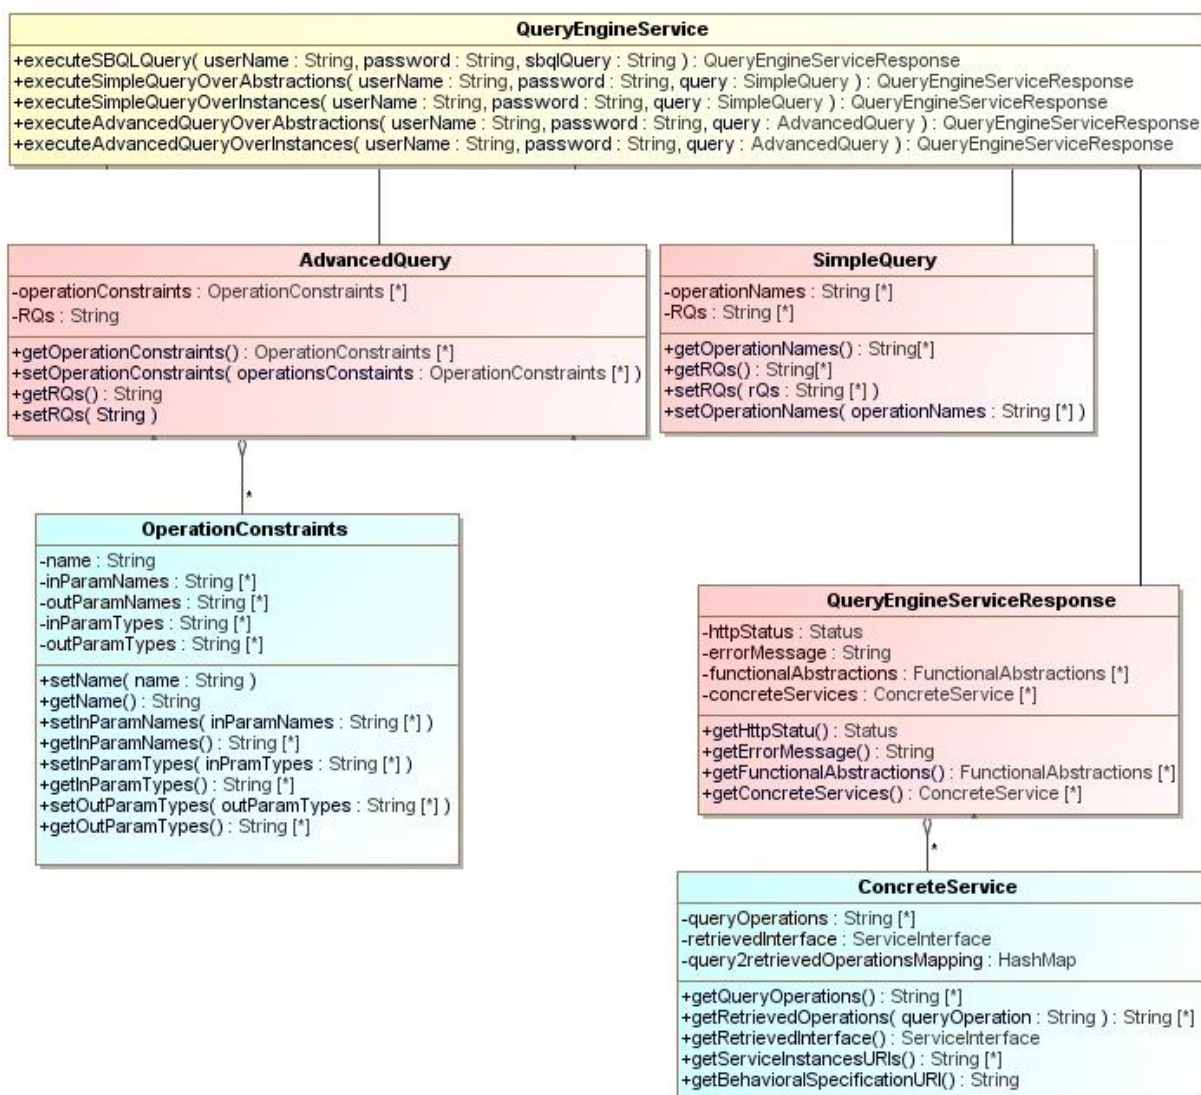 QueryEngineService
+executeSBQLQuery( userName : String, password : String, sbqlQuery : String ) : QueryEngineServiceResponse
+executeSimpleQueryOverAbstractions( userName : String, password : String, query : SimpleQuery ) : QueryEngineServiceResponse
+executeSimpleQueryOverInstances( userName : String, password : String, query : SimpleQuery ) : QueryEngineServiceResponse
+executeAdvancedQueryOverAbstractions( userName : String, password : String, query : AdvancedQuery ) : QueryEngineServiceResponse
+executeAdvancedQueryOverInstances( userName : String, password : String, query : AdvancedQuery ) : QueryEngineServiceResponse
AdvancedQuery
-operationConstraints : OperationConstraints [*]
-RQs : String
+getOperationConstraints() : OperationConstraints [*]
+setOperationConstraints( operationsConstaints : OperationConstraints [*] )
+getRQs() : String
+setRQs( String )
SimpleQuery
-operationNames : String [*]
-RQs : String [*]
+getOperationNames() : String[*]
+getRQs() : String[*]
+setRQs( rQs : String [*] )
+setOperationNames( operationNames : String [*] )
*
OperationConstraints
-name : String
-inParamNames : String [*]
-outParamNames : String [*]
-inParamTypes : String [*]
-outParamTypes : String [*]
+setName( name : String )
+getName() : String
+setInParamNames( inParamNames : String [*] )
+getInParamNames() : String [*]
+setInParamTypes( inPramTypes : String [*] )
+getInParamTypes() : String [*]
+setOutParamTypes( outParamTypes : String [*] )
+getOutParamTypes() : String [*]
QueryEngineServiceResponse
-httpStatus : Status
-errorMessage : String
-functionalAbstractions : FunctionalAbstractions [*]
-concreteServices : ConcreteService [*]
+getHttpStatu() : Status
+getErrorMessage() : String
+getFunctionalAbstractions() : FunctionalAbstractions [*]
+getConcreteServices() : ConcreteService [*]
*
ConcreteService
-queryOperations : String [*]
-retrievedInterface : ServiceInterface
-query2retrievedOperationsMapping : HashMap
+getQueryOperations() : String [*]
+getRetrievedOperations( queryOperation : String ) : String [*]
+getRetrievedInterface() : ServiceInterface
+getServiceInstancesURIs() : String [*]
+getBehavioralSpecificationURI() : String